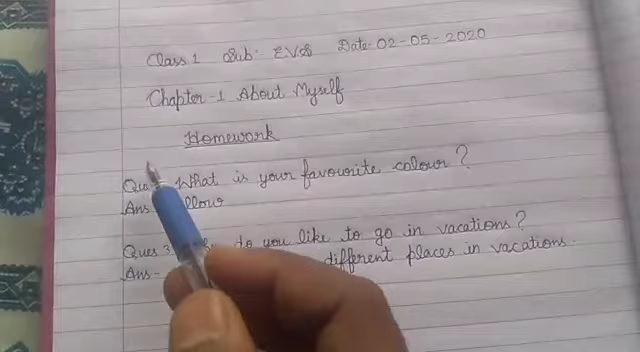 Class 1 Sub:- EVS Date-02-05-2020
Chapter-1 About Myself
Homework
What is your favourite colour?
Ans
Ques 3. do you like to go in vacations?
Ans- different places in vacations.